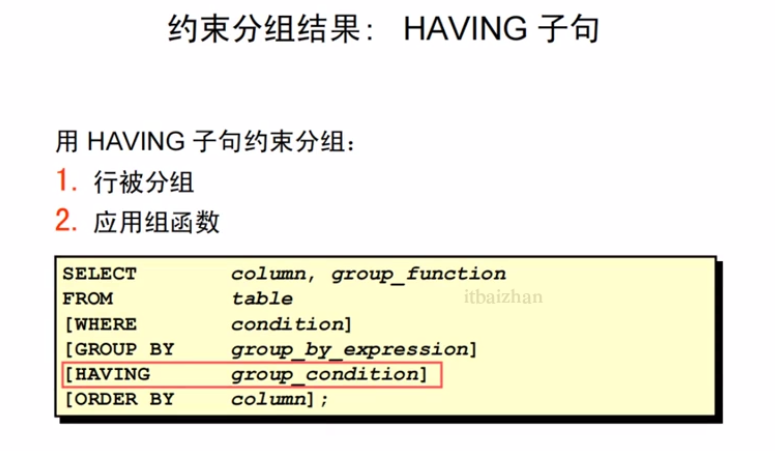 约束分组结果: HAVING 子句
用 HAVING 子句约束分组:
1. 行被分组
2. 应用组函数
SELECT column, group_function
FROM table
itbaizhan
[WHERE condition]
[GROUP BY group_by_expression]
[HAVING group_condition]
[ORDER BY column];